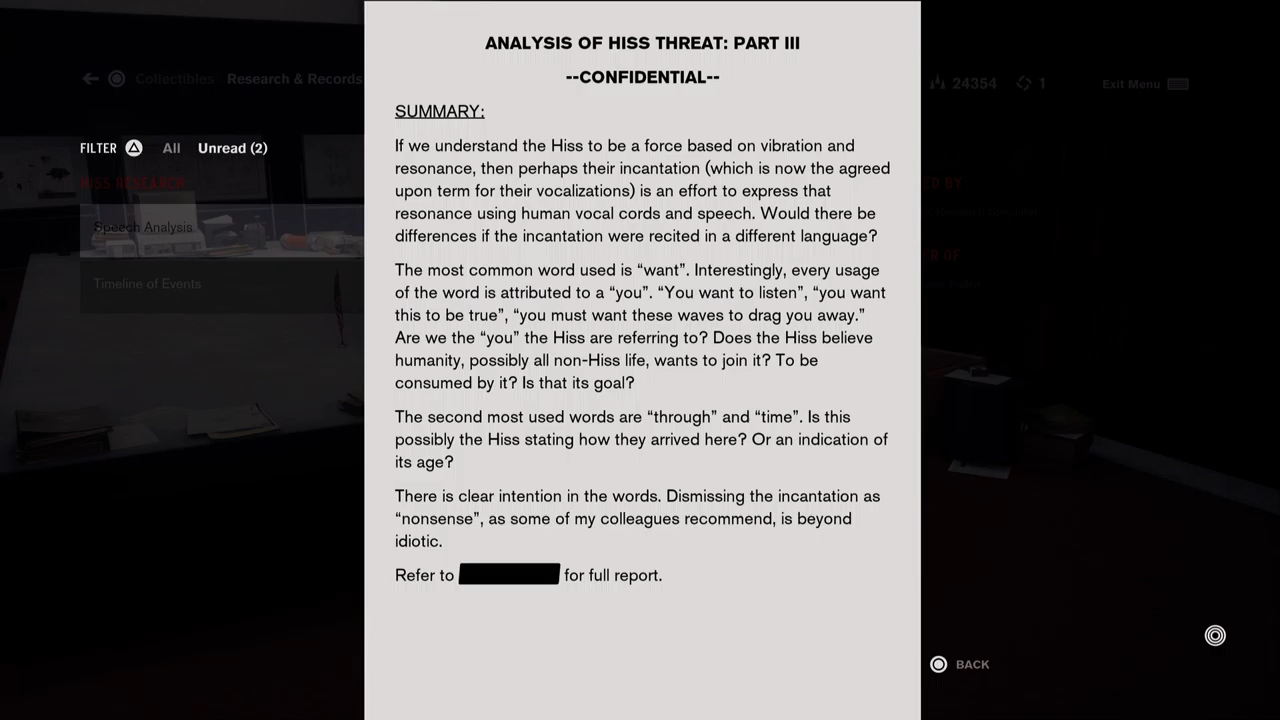 ANALYSIS OF HISS THREAT: PART III
--CONFIDENTIAL--
Collectibles Research & Records
24354 1 Exit Menu
SUMMARY:
If we understand the Hiss to be a force based on vibration and
resonance, then perhaps their incantation (which is now the agreed
upon term for their vocalizations) is an effort to express that
resonance using human vocal cords and speech. Would there be
differences if the incantation were recited in a different language?
FILTER All Unread (2)
HISS RESEARCH
Speech Analysis
Timeline of Events
The most common word used is “want”. Interestingly, every usage
of the word is attributed to a “you”. “You want to listen”, “you want
this to be true”, “you must want these waves to drag you away.”
Are we the “you” the Hiss are referring to? Does the Hiss believe
humanity, possibly all non-Hiss life, wants to join it? To be
consumed by it? Is that its goal?
The second most used words are “through” and “time”. Is this
possibly the Hiss stating how they arrived here? Or an indication of
its age?
There is clear intention in the words. Dismissing the incantation as
“nonsense”, as some of my colleagues recommend, is beyond
idiotic.
Refer to for full report.
BACK